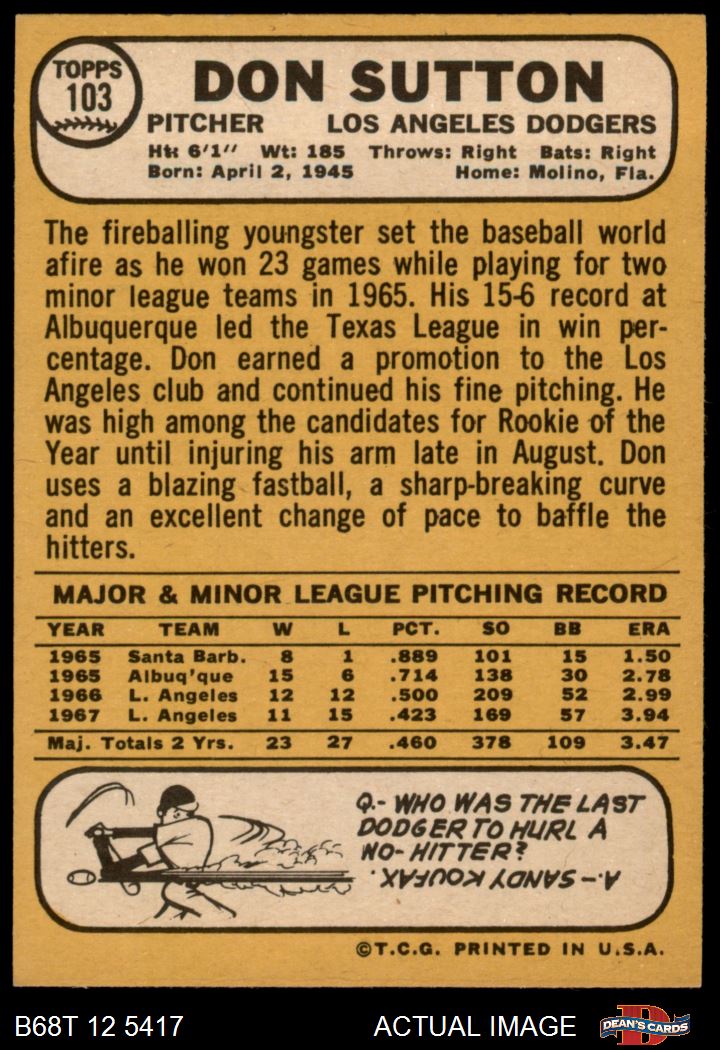 TOPPS
103
DON SUTTON
PITCHER LOS ANGELES DODGERS
Ht: 6'1" Wt: 185 Throws: Right Bats: Right
Born: April 2, 1945 Home: Molino, Fla.
The fireballing youngster set the baseball world
afire as he won 23 games while playing for two
minor league teams in 1965. His 15-6 record at
Albuquerque led the Texas League in win per-
centage. Don earned a promotion to the Los
Angeles club and continued his fine pitching. He
was high among the candidates for Rookie of the
Year until injuring his arm late in August. Don
uses a blazing fastball, a sharp-breaking curve
and an excellent change of pace to baffle the
hitters.
MAJOR & MINOR LEAGUE PITCHING RECORD
YEAR TEAM W L PCT. SO BB ERA
1965 Santa Barb. 8 1 .889 101 15 1.50
1965 Albuq'que 15 6 .714 138 30 2.78
1966 L. Angeles 12 12 .500 209 52 2.99
1967 L. Angeles 11 15 .423 169 57 3.94
Maj. Totals 2 Yrs. 23 27 .460 378 109 3.47
Q.- WHO WAS THE LAST
DODGER TO HURL A
NO-HITTER?
A.- SANDY KOUFAX.
©T.C.G. PRINTED IN U.S.A.
B68T 12 5417 ACTUAL IMAGE DEAN'S CARDS